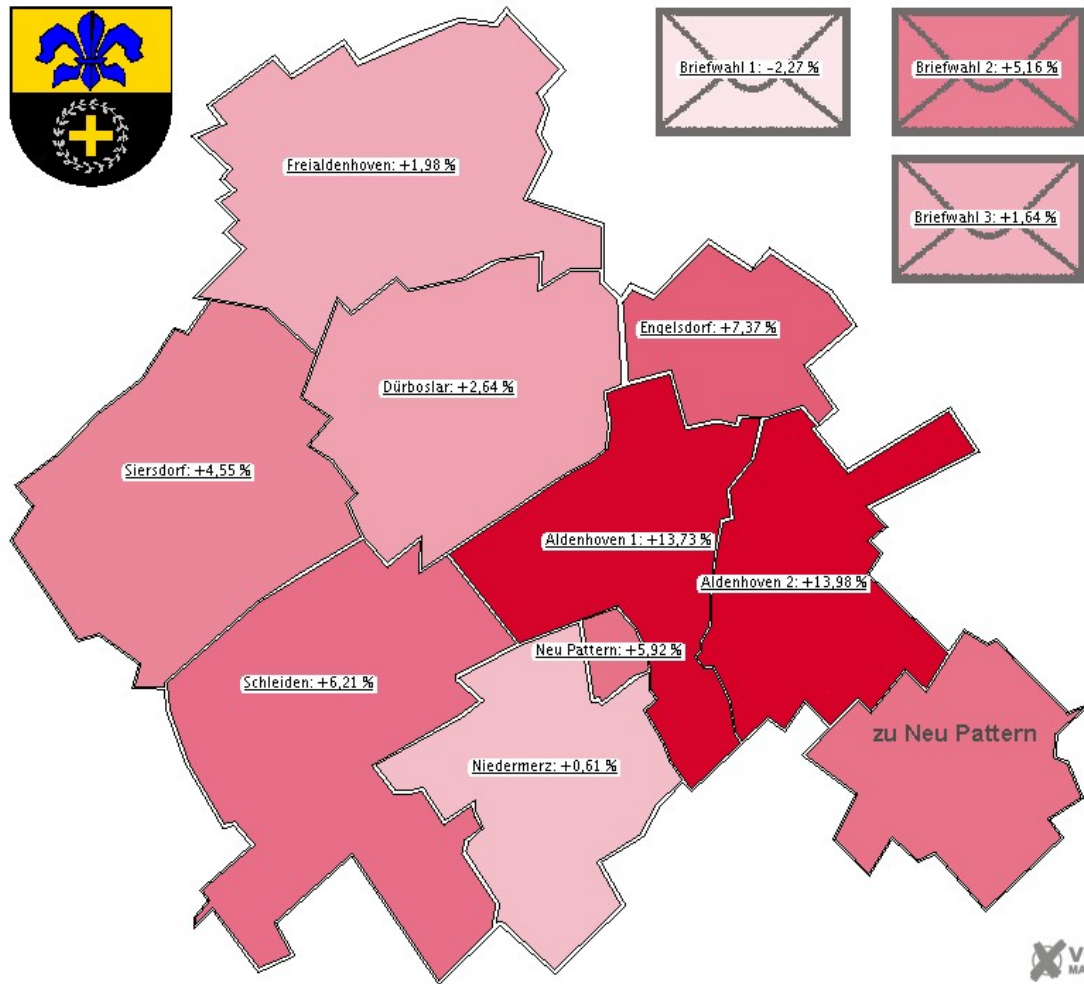 Briefwahl 1: -2,27 %
Briefwahl 2: +5,16 %
Freialdenhoven: +1,98 %
Briefwahl 3: +1,64 %
Engelsdorf: +7,37 %
Dürboslar: +2,64 %
Siersdorf: +4,55 %
Aldenhoven 1: +13,73 %
Aldenhoven 2: +13,98 %
Neu Pattern: +5,92 %
Schleiden: +6,21 %
zu Neu Pattern
Niedermerz: +0,61 %
V
MA